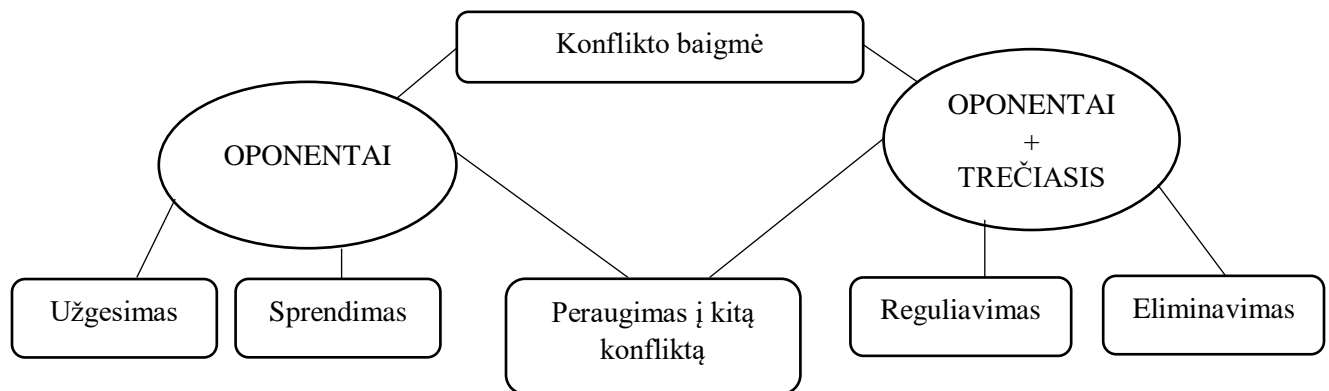 Konflikto baigmė
OPONENTAI
OPONENTAI
+
TREČIASIS
Užgesimas
Sprendimas
Peraugimas į kitą
konfliktą
Reguliavimas
Eliminavimas